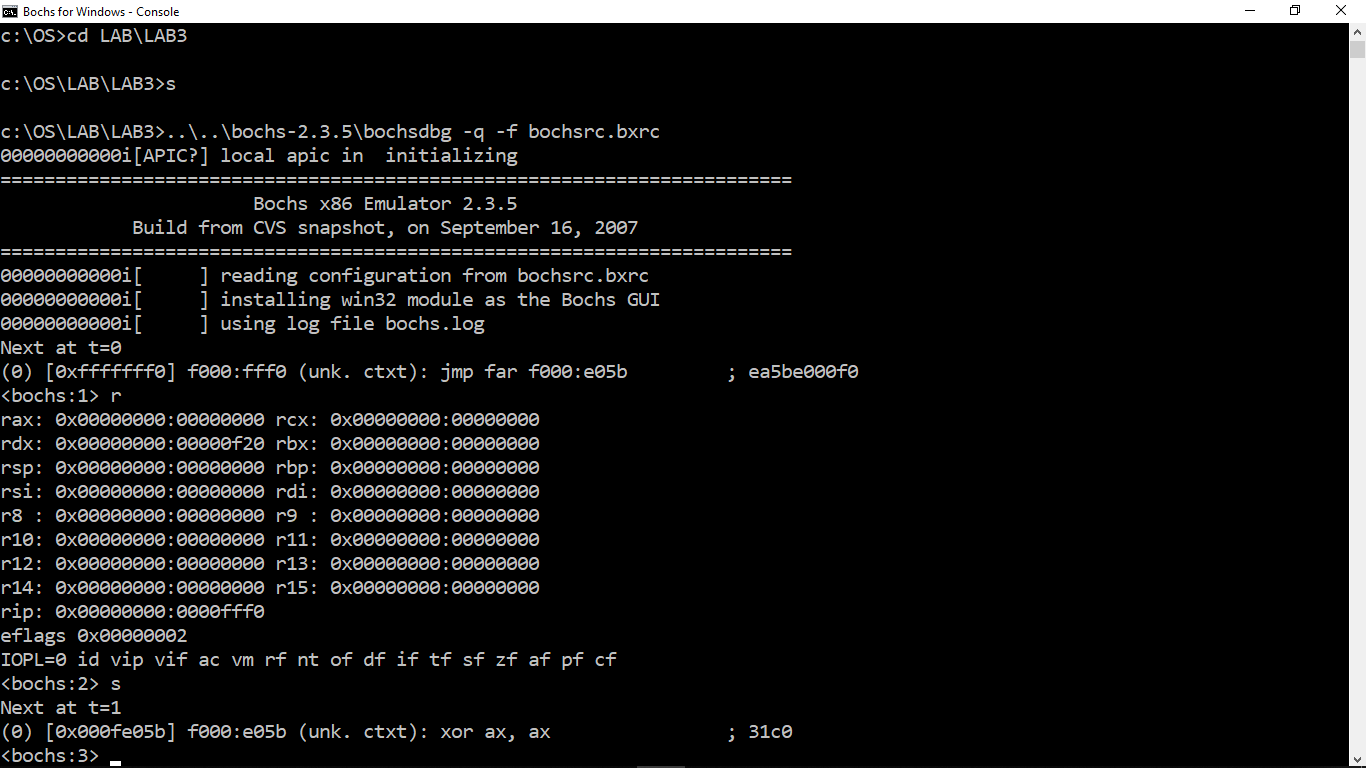 Bochs for Windows - Console
c:\OS>cd LAB\LAB3
c:\OS\LAB\LAB3>s
c:\OS\LAB\LAB3>..\..\bochs-2.3.5\bochsdbg -q -f bochsrc.bxrc
00000000000i[APIC?] local apic in  initializing
========================================================================
                       Bochs x86 Emulator 2.3.5
            Build from CVS snapshot, on September 16, 2007
========================================================================
00000000000i[     ] reading configuration from bochsrc.bxrc
00000000000i[     ] installing win32 module as the Bochs GUI
00000000000i[     ] using log file bochs.log
Next at t=0
(0) [0xfffffff0] f000:fff0 (unk. ctxt): jmp far f000:e05b         ; ea5be000f0
<bochs:1> r
rax: 0x00000000:00000000 rcx: 0x00000000:00000000
rdx: 0x00000000:00000f20 rbx: 0x00000000:00000000
rsp: 0x00000000:00000000 rbp: 0x00000000:00000000
rsi: 0x00000000:00000000 rdi: 0x00000000:00000000
r8 : 0x00000000:00000000 r9 : 0x00000000:00000000
r10: 0x00000000:00000000 r11: 0x00000000:00000000
r12: 0x00000000:00000000 r13: 0x00000000:00000000
r14: 0x00000000:00000000 r15: 0x00000000:00000000
rip: 0x00000000:0000fff0
eflags 0x00000002
IOPL=0 id vip vif ac vm rf nt of df if tf sf zf af pf cf
<bochs:2> s
Next at t=1
(0) [0x000fe05b] f000:e05b (unk. ctxt): xor ax, ax                ; 31c0
<bochs:3>